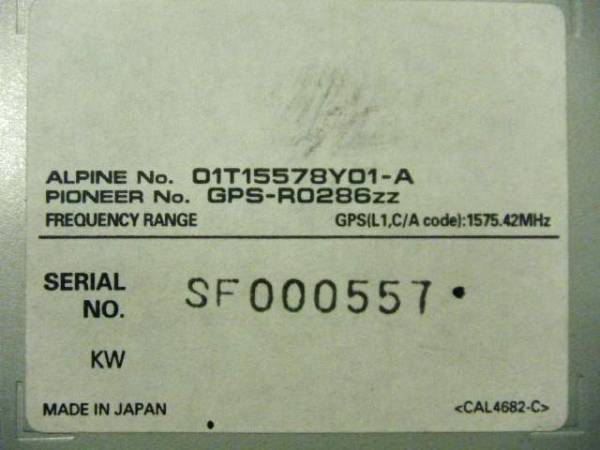 ALPINE No. 01T15578Y01-A
PIONEER No. GPS-R0286zz
FREQUENCY RANGE GPS(L1,C/A code):1575.42MHz
SERIAL NO. SF000557
KW
MADE IN JAPAN <CAL4682-C>